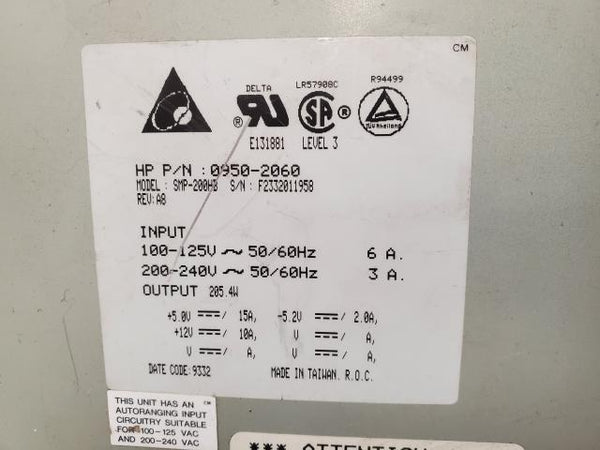 CM
DELTA
LR57908C
R94499
® ® 
E131881 LEVEL 3
TÜV Rheinland
HP P/N : 0950-2060
MODEL : SMP-200HB S/N : F2332011958
REV: A8
INPUT
100-125V ~ 50/60Hz 6 A.
200-240V ~ 50/60Hz 3 A.
OUTPUT 205.4W
+5.0V / 15A, -5.2V / 2.0A,
+12V / 10A, V / A,
V / A, V / A,
DATE CODE: 9332 MADE IN TAIWAN. R.O.C.
THIS UNIT HAS AN CM
AUTORANGING INPUT
CIRCUITRY SUITABLE
FOR 100-125 VAC
AND 200-240 VAC
*** ATTENTION